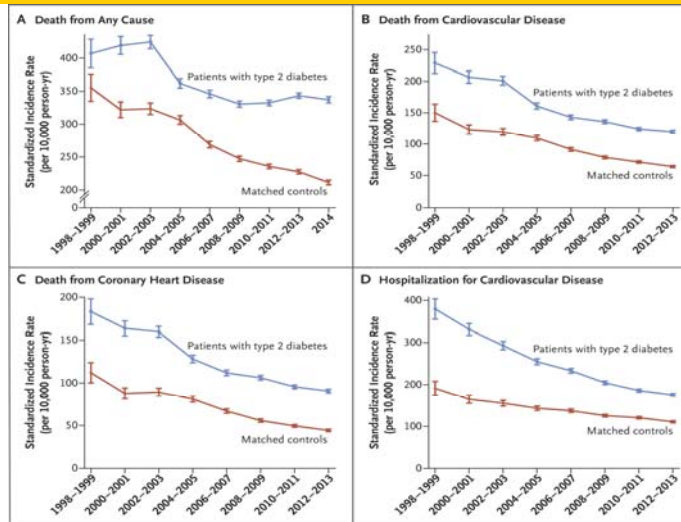 A Death from Any Cause
Standardized Incidence Rate
(per 10,000 person-yr)
400
350
300
250
200
0
Patients with type 2 diabetes
Matched controls
1998–1999
2000–2001
2002–2003
2004–2005
2006–2007
2008–2009
2010–2011
2012–2013
2014
B Death from Cardiovascular Disease
Standardized Incidence Rate
(per 10,000 person-yr)
250
200
150
100
50
0
Patients with type 2 diabetes
Matched controls
1998–1999
2000–2001
2002–2003
2004–2005
2006–2007
2008–2009
2010–2011
2012–2013
C Death from Coronary Heart Disease
Standardized Incidence Rate
(per 10,000 person-yr)
200
150
100
50
0
Patients with type 2 diabetes
Matched controls
1998–1999
2000–2001
2002–2003
2004–2005
2006–2007
2008–2009
2010–2011
2012–2013
D Hospitalization for Cardiovascular Disease
Standardized Incidence Rate
(per 10,000 person-yr)
400
300
200
100
0
Patients with type 2 diabetes
Matched controls
1998–1999
2000–2001
2002–2003
2004–2005
2006–2007
2008–2009
2010–2011
2012–2013